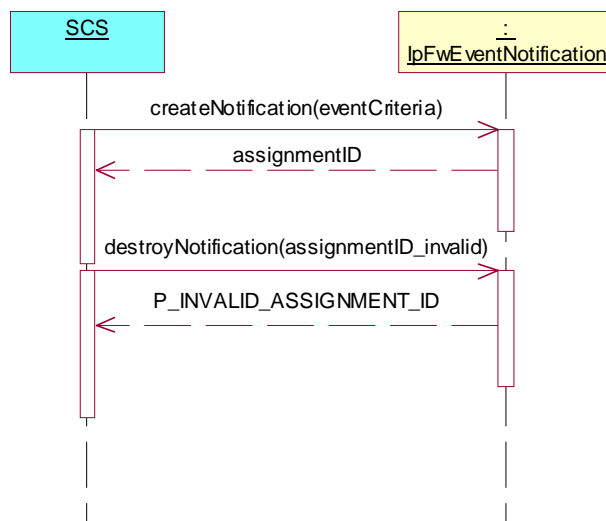 SCS
:
IpFwEventNotification
createNotification(eventCriteria)
assignmentID
destroyNotification(assignmentID_invalid)
P_INVALID_ASSIGNMENT_ID